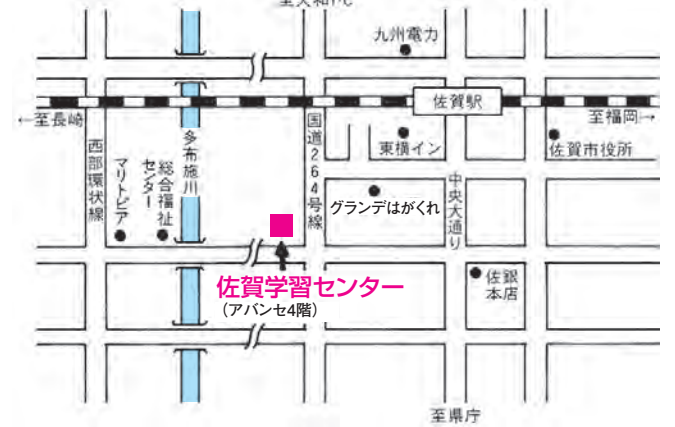 九州電力
佐賀駅
←至長崎
至福岡→
国道264号線
東横イン
佐賀市役所
西部環状線
マリトピア
総合福祉
センター
多布施川
グランデはがくれ
中央大通り
佐賀学習センター
(アバンセ4階)
佐銀
本店
至県庁